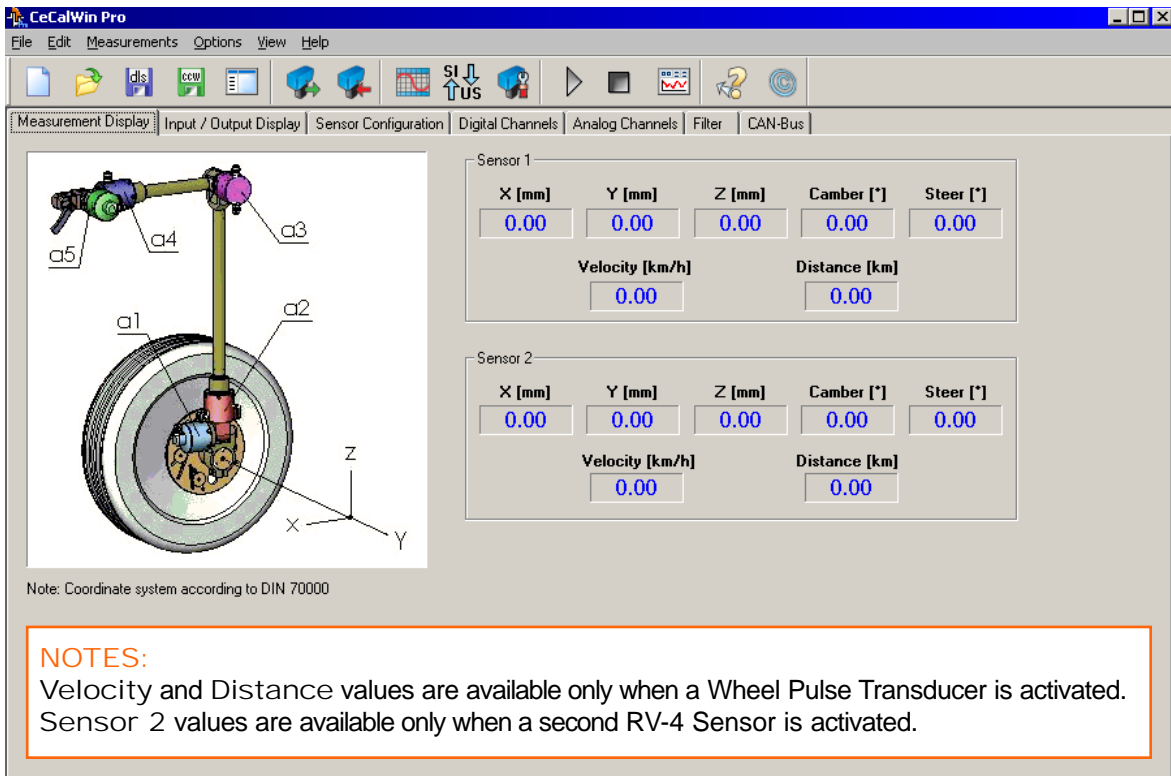 CeCalWin Pro
File Edit Measurements Options View Help
dls ccw SI US
Measurement Display Input / Output Display Sensor Configuration Digital Channels Analog Channels Filter CAN-Bus
a3
a4
a5
a2
a1
Z
X
Y
Note: Coordinate system according to DIN 70000
Sensor 1
X [mm] Y [mm] Z [mm] Camber [°] Steer [°]
0.00 0.00 0.00 0.00 0.00
Velocity [km/h] Distance [km]
0.00 0.00
Sensor 2
X [mm] Y [mm] Z [mm] Camber [°] Steer [°]
0.00 0.00 0.00 0.00 0.00
Velocity [km/h] Distance [km]
0.00 0.00
NOTES:
Velocity and Distance values are available only when a Wheel Pulse Transducer is activated.
Sensor 2 values are available only when a second RV-4 Sensor is activated.